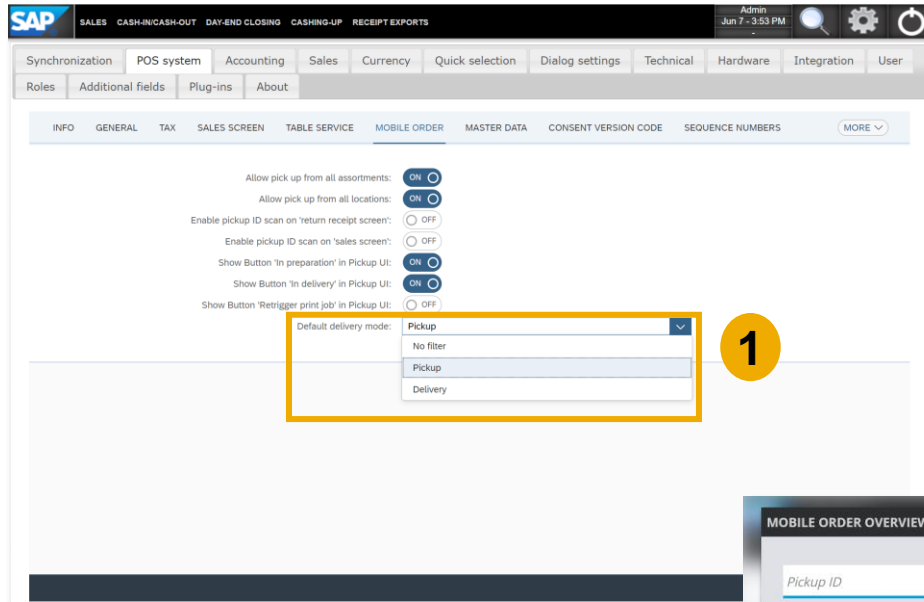 SAP SALES CASH-IN/CASH-OUT DAY-END CLOSING CASHING-UP RECEIPT EXPORTS
Admin
Jun 7 - 3:53 PM
-
Synchronization POS system Accounting Sales Currency Quick selection Dialog settings Technical Hardware Integration User
Roles Additional fields Plug-ins About
INFO GENERAL TAX SALES SCREEN TABLE SERVICE MOBILE ORDER MASTER DATA CONSENT VERSION CODE SEQUENCE NUMBERS MORE
Allow pick up from all assortments: ON
Allow pick up from all locations: ON
Enable pickup ID scan on 'return receipt screen': OFF
Enable pickup ID scan on 'sales screen': OFF
Show Button 'In preparation' in Pickup UI: ON
Show Button 'In delivery' in Pickup UI: ON
Show Button 'Retrigger print job' in Pickup UI: OFF
Default delivery mode: Pickup
No filter
Pickup
Delivery
1
MOBILE ORDER OVERVIEW
Pickup ID